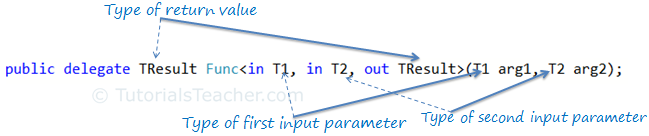 Type of return value
public delegate TResult Func<in T1, in T2, out TResult>(T1 arg1, T2 arg2);
© TutorialsTeacher.com
Type of first input parameter
Type of second input parameter